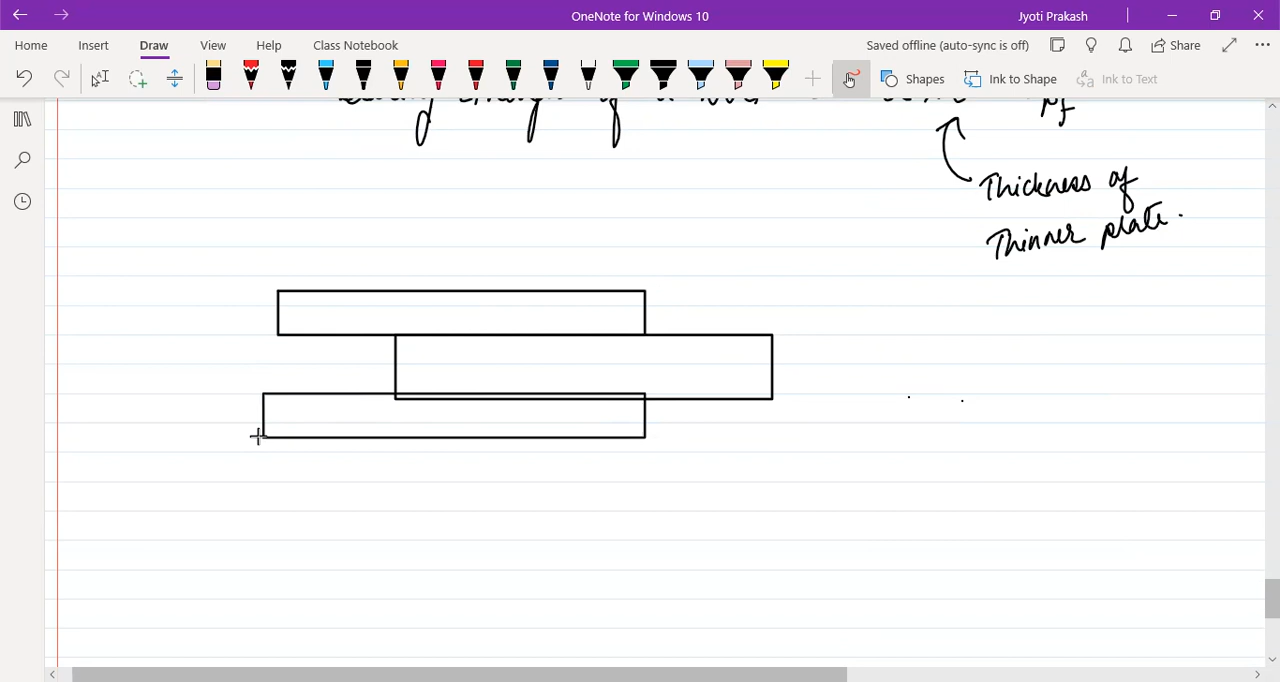 OneNote for Windows 10
Jyoti Prakash
Home Insert Draw View Help Class Notebook
Saved offline (auto-sync is off) Share
Shapes Ink to Shape Ink to Text
of a
Thickness of
Thinner plate.